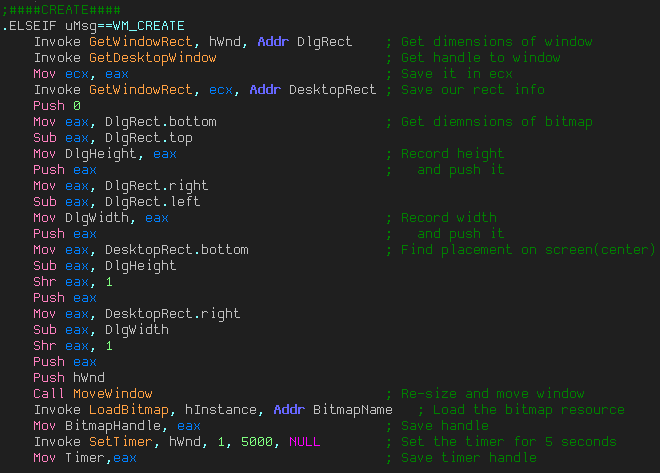 ;####CREATE####
.ELSEIF uMsg==WM_CREATE
Invoke GetWindowRect, hWnd, Addr DlgRect ; Get dimensions of window
Invoke GetDesktopWindow ; Get handle to window
Mov ecx, eax ; Save it in ecx
Invoke GetWindowRect, ecx, Addr DesktopRect ; Save our rect info
Push 0
Mov eax, DlgRect.bottom ; Get diemnsions of bitmap
Sub eax, DlgRect.top
Mov DlgHeight, eax ; Record height
Push eax ; and push it
Mov eax, DlgRect.right
Sub eax, DlgRect.left
Mov DlgWidth, eax ; Record width
Push eax ; and push it
Mov eax, DesktopRect.bottom ; Find placement on screen(center)
Sub eax, DlgHeight
Shr eax, 1
Push eax
Mov eax, DesktopRect.right
Sub eax, DlgWidth
Shr eax, 1
Push eax
Push hWnd
Call MoveWindow ; Re-size and move window
Invoke LoadBitmap, hInstance, Addr BitmapName ; Load the bitmap resource
Mov BitmapHandle, eax ; Save handle
Invoke SetTimer, hWnd, 1, 5000, NULL ; Set the timer for 5 seconds
Mov Timer,eax ; Save timer handle